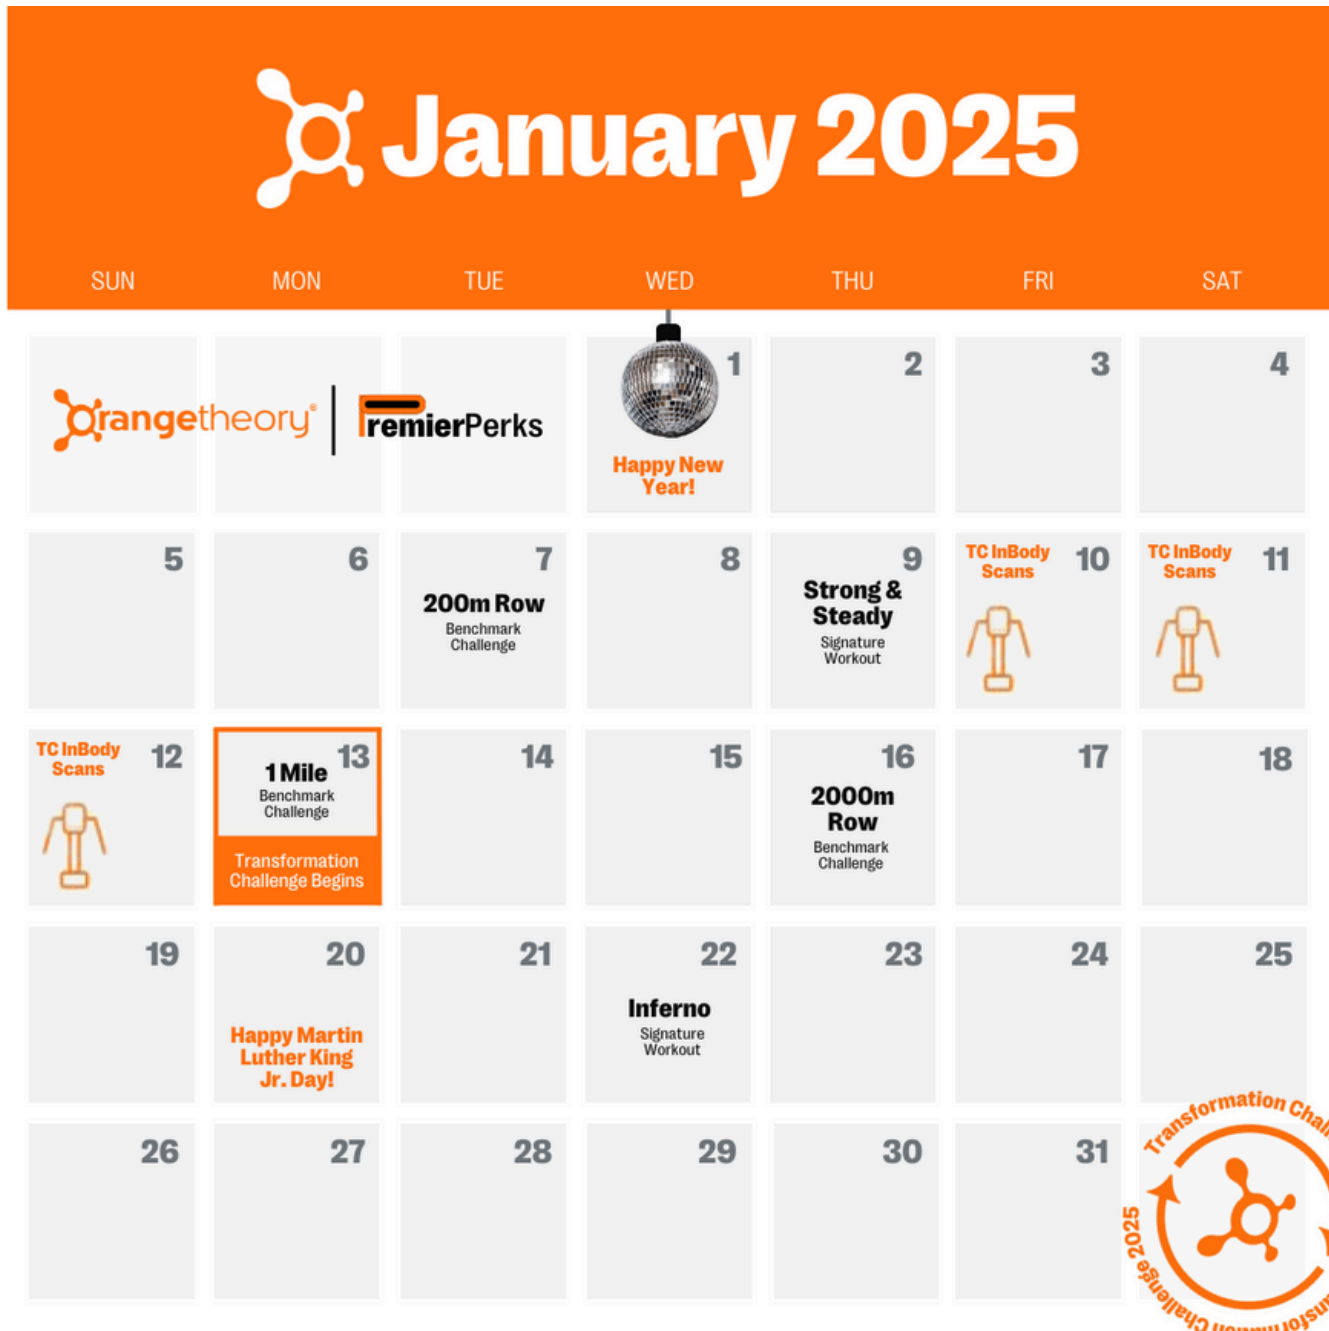 January 2025
SUN MON TUE WED THU FRI SAT
orangetheory® | PremierPerks
1
Happy New
Year!
2
3
4
5
6
7
200m Row
Benchmark
Challenge
8
9
Strong &
Steady
Signature
Workout
TC InBody
Scans
10
TC InBody
Scans
11
TC InBody
Scans
12
13
1 Mile
Benchmark
Challenge
Transformation
Challenge Begins
14
15
16
2000m
Row
Benchmark
Challenge
17
18
19
20
Happy Martin
Luther King
Jr. Day!
21
22
Inferno
Signature
Workout
23
24
25
26
27
28
29
30
31
Transformation
Challenge 2025